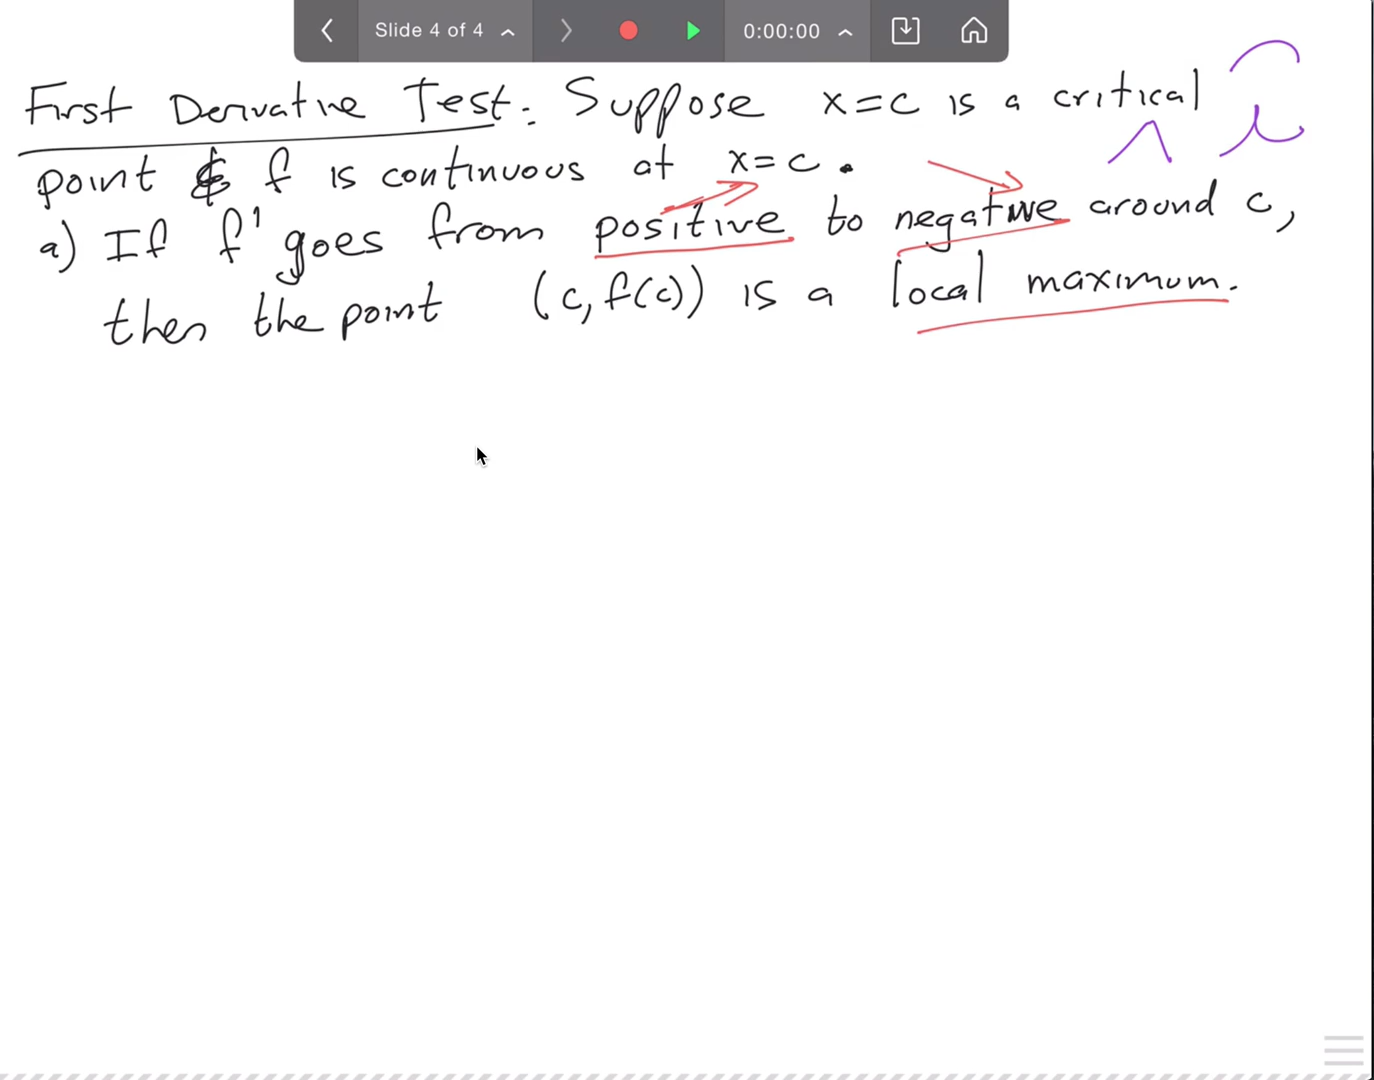 Slide 4 of 4
0:00:00
First Derivative Test: Suppose x=c is a critical
point & f is continuous at x=c.
a) If f' goes from positive to negative around c,
then the point (c, f(c)) is a local maximum.